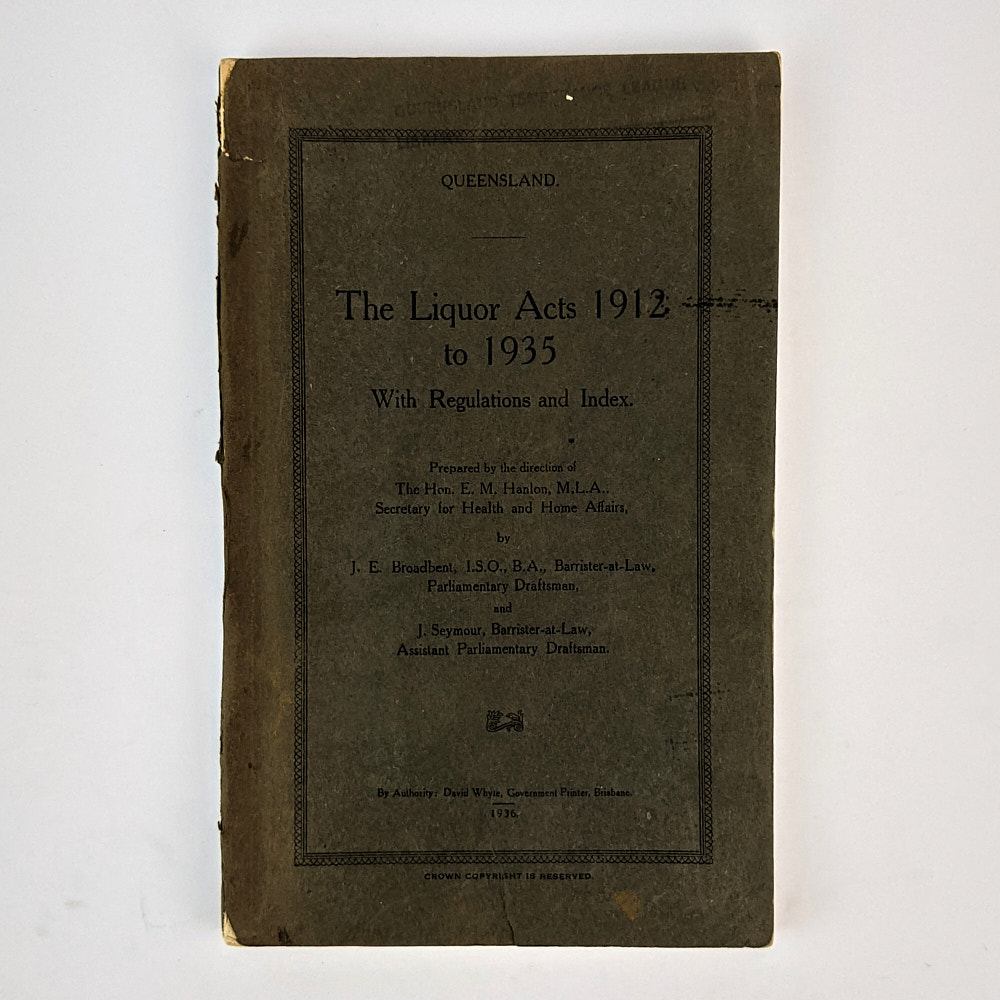 QUEENSLAND.
The Liquor Acts 1912
to 1935
With Regulations and Index.
Prepared by the direction of
The Hon. E. M. Hanlon, M.L.A.,
Secretary for Health and Home Affairs,
by
J. E. Broadbent, I.S.O., B.A., Barrister-at-Law,
Parliamentary Draftsman,
and
J. Seymour, Barrister-at-Law,
Assistant Parliamentary Draftsman.
By Authority: David Whyte, Government Printer, Brisbane.
1936.
CROWN COPYRIGHT IS RESERVED.